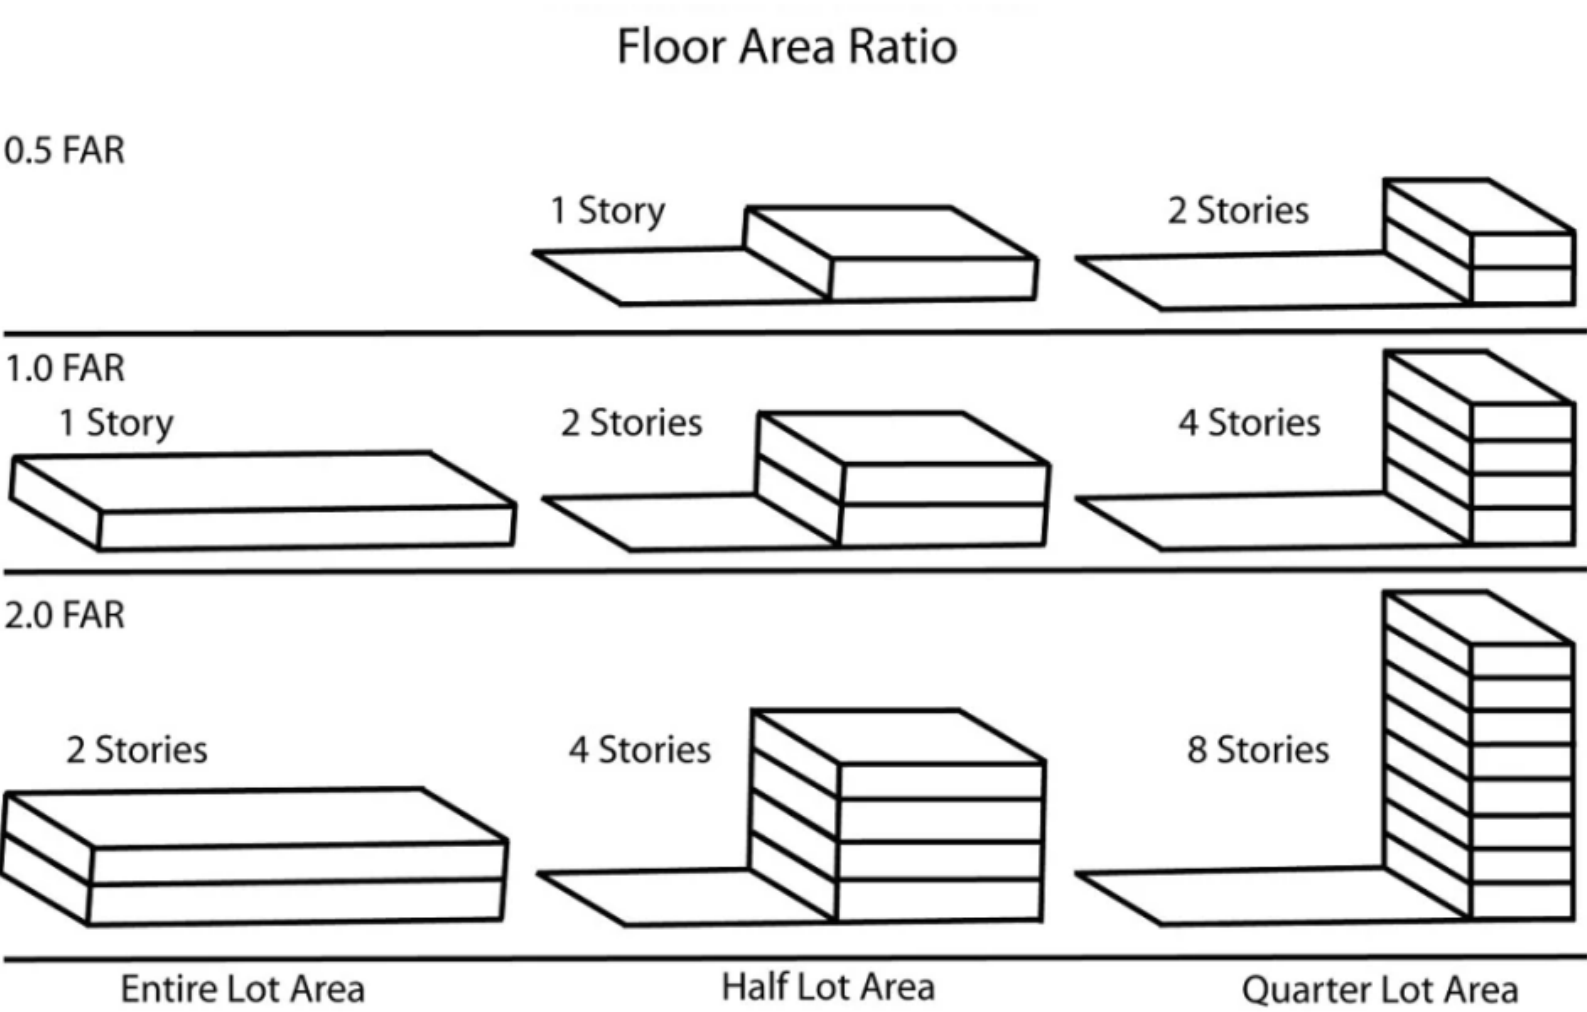 Floor Area Ratio
0.5 FAR
1 Story
2 Stories
1.0 FAR
1 Story
2 Stories
4 Stories
2.0 FAR
2 Stories
4 Stories
8 Stories
Entire Lot Area
Half Lot Area
Quarter Lot Area